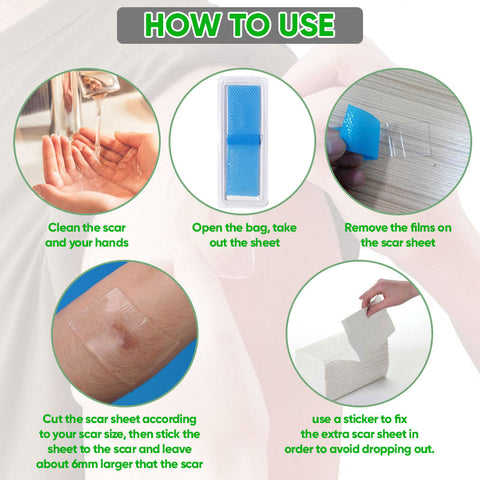 HOW TO USE
Clean the scar
and your hands
Open the bag, take
out the sheet
Remove the films on
the scar sheet
Cut the scar sheet according
to your scar size, then stick the
sheet to the scar and leave
about 6mm larger that the scar
use a sticker to fix
the extra scar sheet in
order to avoid dropping out.